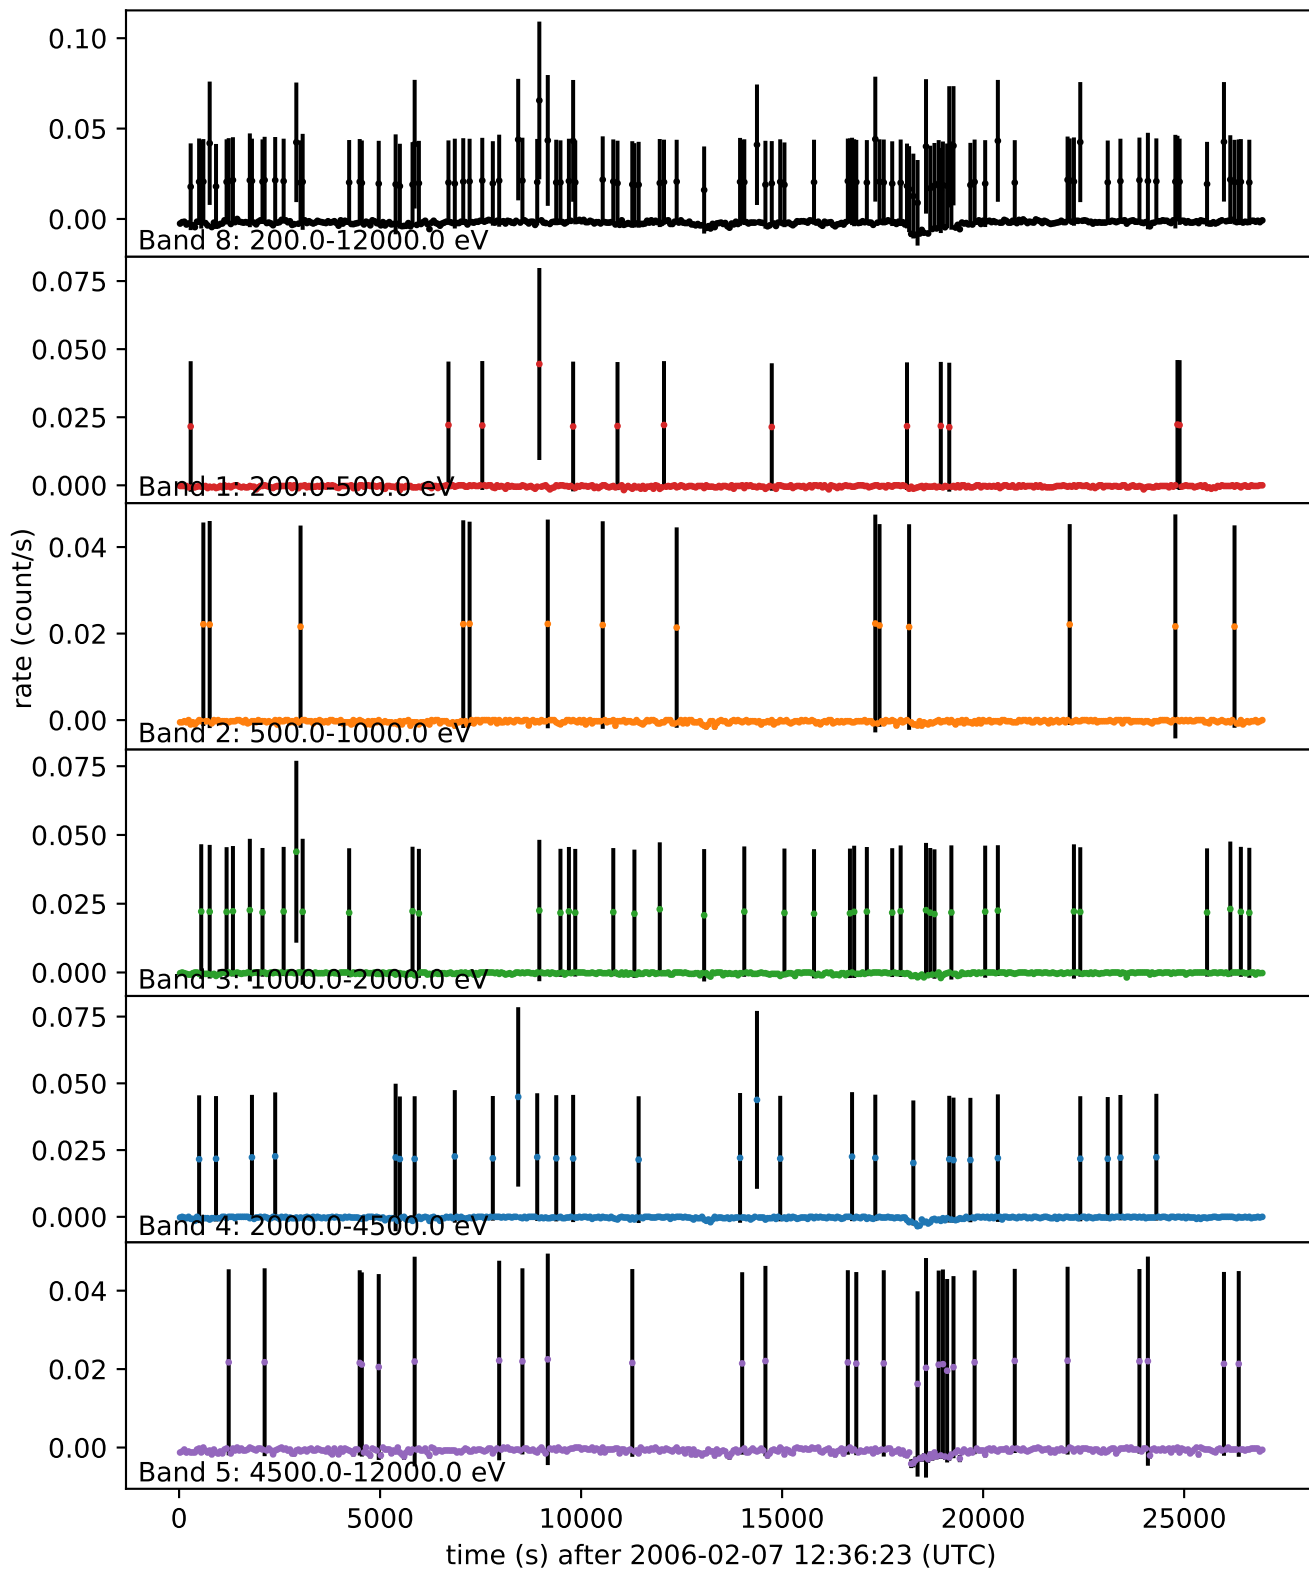 0.10
0.05
0.00
Band 8: 200.0-12000.0 eV
0.075
0.050
0.025
0.000
Band 1: 200.0-500.0 eV
rate (count/s)
0.04
0.02
0.00
Band 2: 500.0-1000.0 eV
0.075
0.050
0.025
0.000
Band 3: 1000.0-2000.0 eV
0.075
0.050
0.025
0.000
Band 4: 2000.0-4500.0 eV
0.04
0.02
0.00
Band 5: 4500.0-12000.0 eV
0 5000 10000 15000 20000 25000
time (s) after 2006-02-07 12:36:23 (UTC)